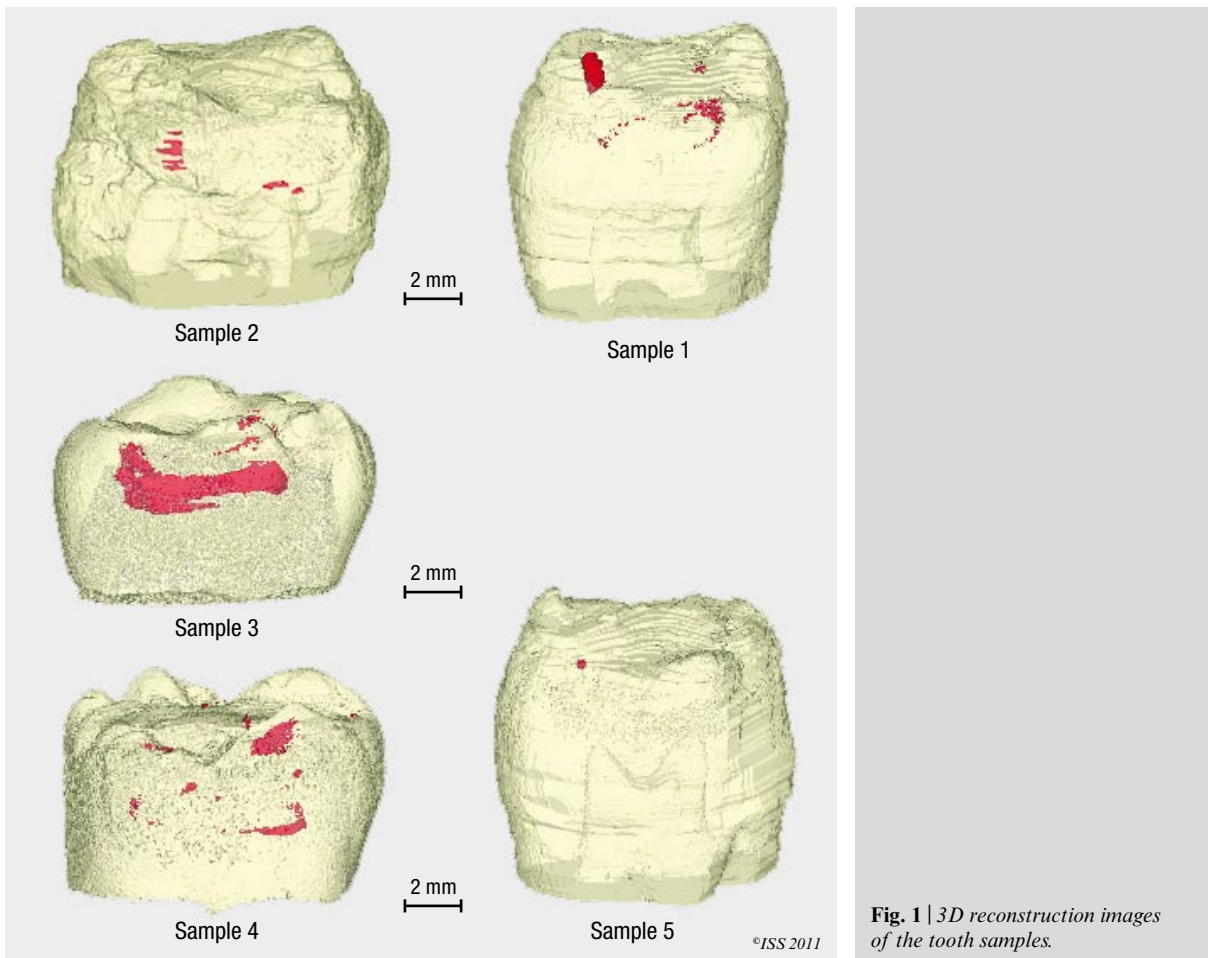 2 mm
Sample 2
Sample 1
2 mm
Sample 3
2 mm
Sample 4
Sample 5
©ISS 2011
Fig. 1 | 3D reconstruction images
of the tooth samples.